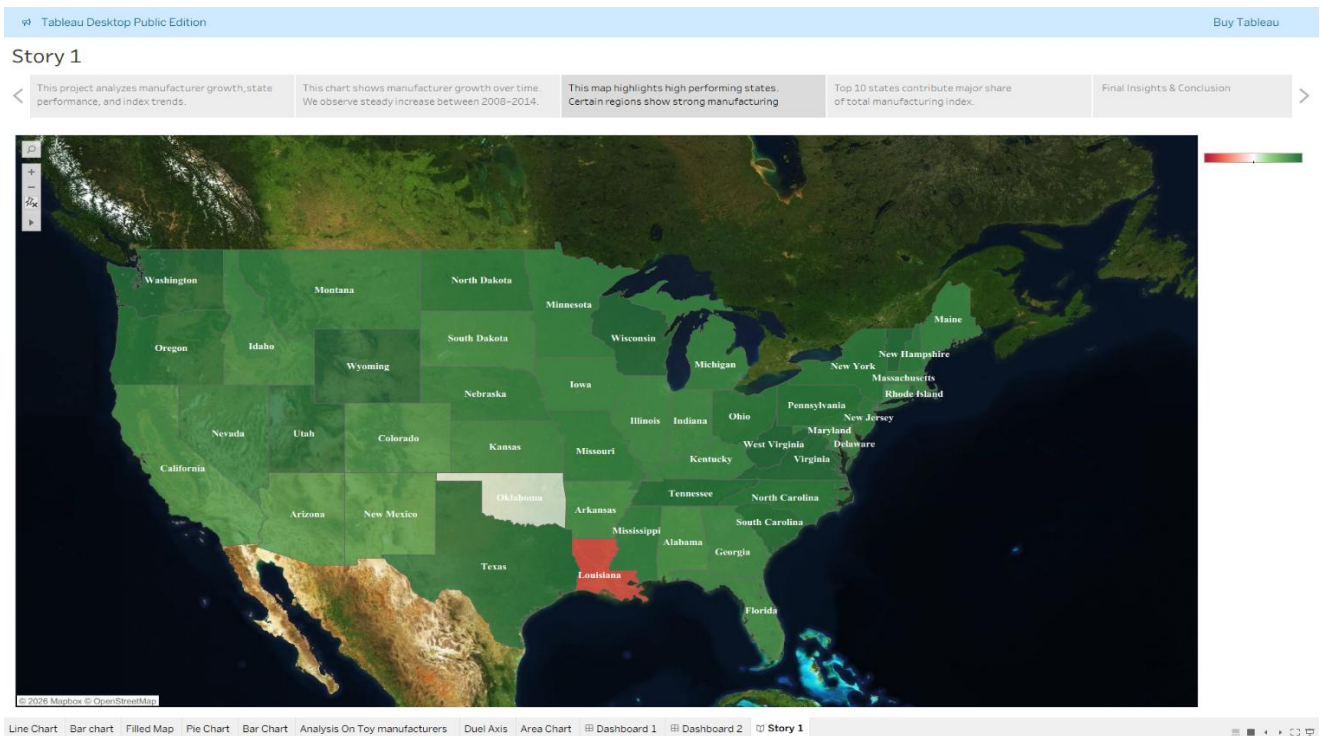 Tableau Desktop Public Edition
Buy Tableau
Story 1
This project analyzes manufacturer growth, state
performance, and index trends.
This chart shows manufacturer growth over time.
We observe steady increase between 2008–2014.
This map highlights high performing states.
Certain regions show strong manufacturing
Top 10 states contribute major share
of total manufacturing index.
Final Insights & Conclusion
Washington
Montana
North Dakota
Minnesota
Maine
Oregon
Idaho
Wyoming
South Dakota
Wisconsin
Michigan
New York
New Hampshire
Massachusetts
Rhode Island
Nebraska
Iowa
Pennsylvania
New Jersey
Illinois
Indiana
Ohio
Maryland
Delaware
Nevada
Utah
Colorado
Kansas
Missouri
Kentucky
West Virginia
Virginia
California
Arizona
New Mexico
Oklahoma
Arkansas
Tennessee
North Carolina
Mississippi
Alabama
South Carolina
Georgia
Texas
Louisiana
Florida
© 2026 Mapbox © OpenStreetMap
Line Chart Bar chart Filled Map Pie Chart Bar Chart Analysis On Toy manufacturers Duel Axis Area Chart Dashboard 1 Dashboard 2 Story 1